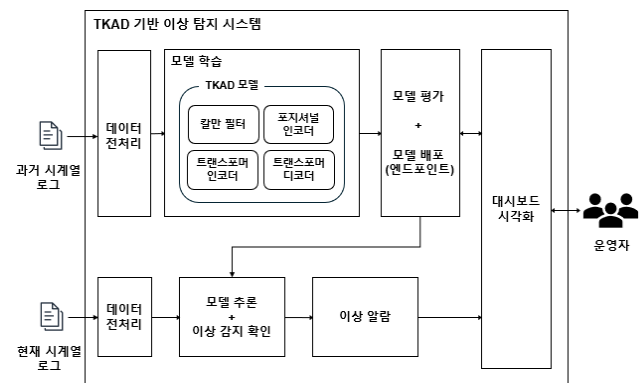 TKAD 기반 이상 탐지 시스템
모델 학습
TKAD 모델
칼만 필터
포지셔널
인코더
트랜스포머
인코더
트랜스포머
디코더
데이터
전처리
과거 시계열
로그
모델 평가
+
모델 배포
(엔드포인트)
대시보드
시각화
운영자
데이터
전처리
현재 시계열
로그
모델 추론
+
이상 감지 확인
이상 알람